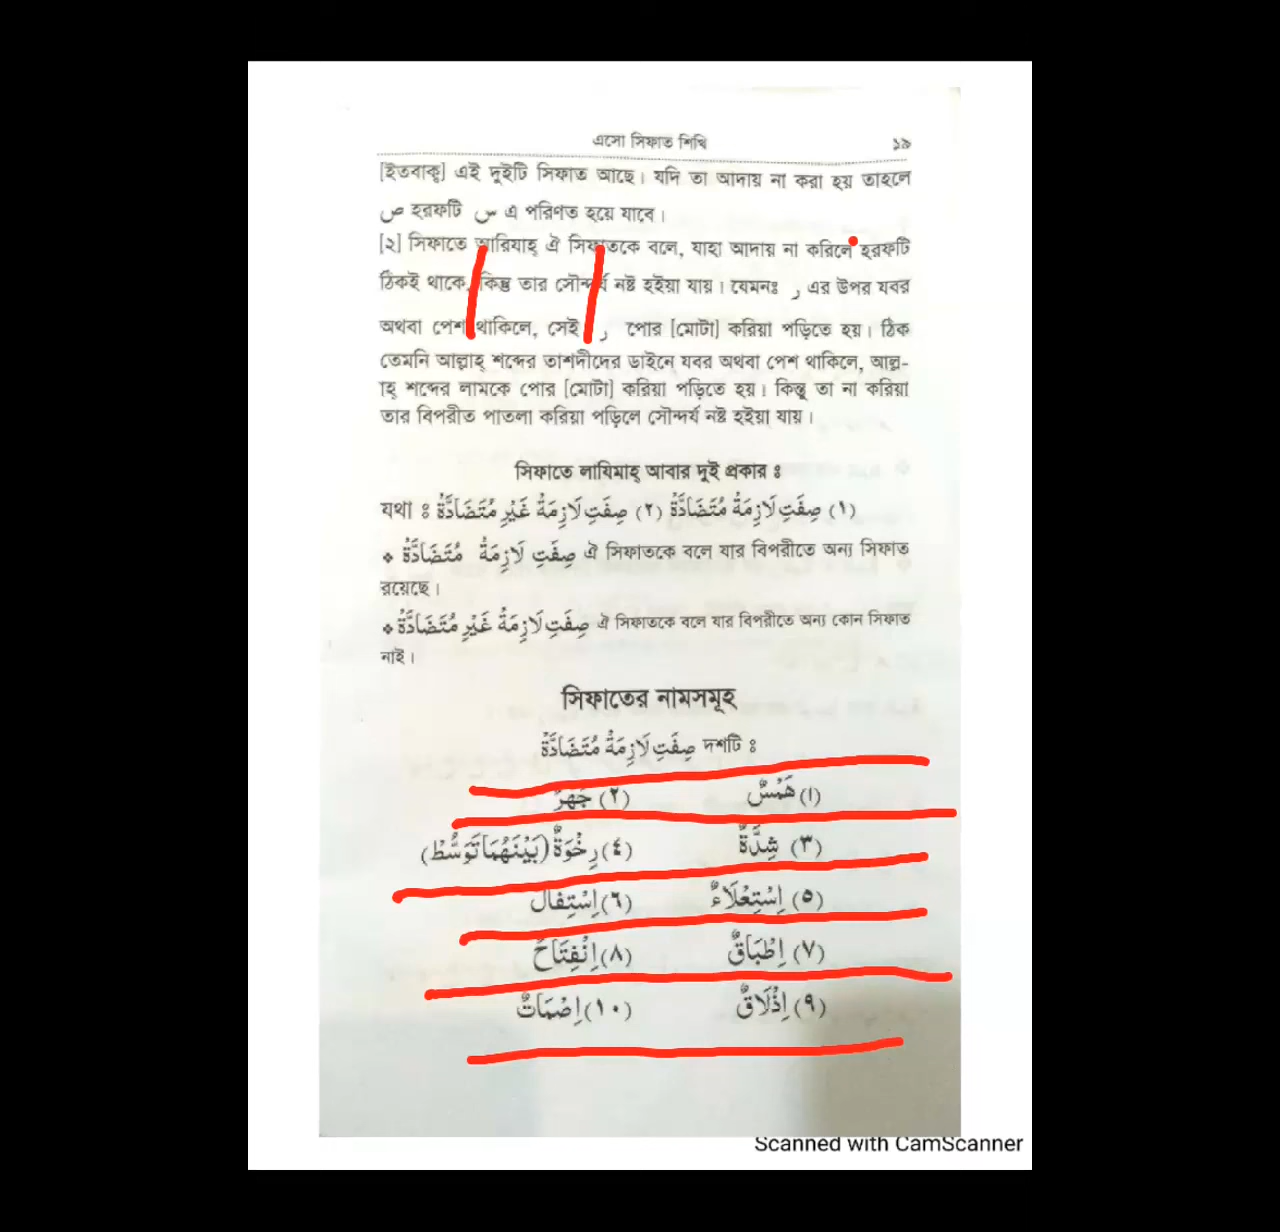 এসো সিফাত শিখি ১৯
[ইতবাক্ব] এই দুইটি সিফাত আছে। যদি তা আদায় না করা হয় তাহলে
ص হরফটি س এ পরিণত হয়ে যাবে।
[২] সিফাতে আরিযাহ্ ঐ সিফাতকে বলে, যাহা আদায় না করিলে হরফটি
ঠিকই থাকে, কিন্তু তার সৌন্দর্য নষ্ট হইয়া যায়। যেমনঃ ر এর উপর যবর
অথবা পেশ থাকিলে, সেই ر পোর [মোটা] করিয়া পড়িতে হয়। ঠিক
তেমনি আল্লাহ্ শব্দের তাশদীদের ডাইনে যবর অথবা পেশ থাকিলে, আল্ল-
াহ্ শব্দের লামকে পোর [মোটা] করিয়া পড়িতে হয়। কিন্তু তা না করিয়া
তার বিপরীত পাতলা করিয়া পড়িলে সৌন্দর্য নষ্ট হইয়া যায়।
সিফাতে লাযিমাহ্ আবার দুই প্রকার ঃ
যথা ঃ (١) صِفَتِ لَازِمَةُ مُتَضَادَّةْ (٢) صِفَتِ لَازِمَةُ غَيْرِ مُتَضَادَّةْ
❖ صِفَتِ لَازِمَةُ مُتَضَادَّةْ ঐ সিফাতকে বলে যার বিপরীতে অন্য সিফাত
রয়েছে।
❖ صِفَتِ لَازِمَةُ غَيْرِ مُتَضَادَّةْ ঐ সিফাতকে বলে যার বিপরীতে অন্য কোন সিফাত
নাই।
সিফাতের নামসমূহ
صِفَتِ لَازِمَةُ مُتَضَادَّةْ দশটি ঃ
(١) هَمْسٌ (٢) جَهْرٌ
(٣) شِدَّةٌ (٤) رِخْوَةٌ (بَيْنَهُمَا تَوَسُّطْ)
(٥) اِسْتِعْلَاءٌ (٦) اِسْتِفَالٌ
(٧) اِطْبَاقٌ (٨) اِنْفِتَاحٌ
(٩) اِذْلَاقٌ (١٠) اِصْمَاتٌ
Scanned with CamScanner